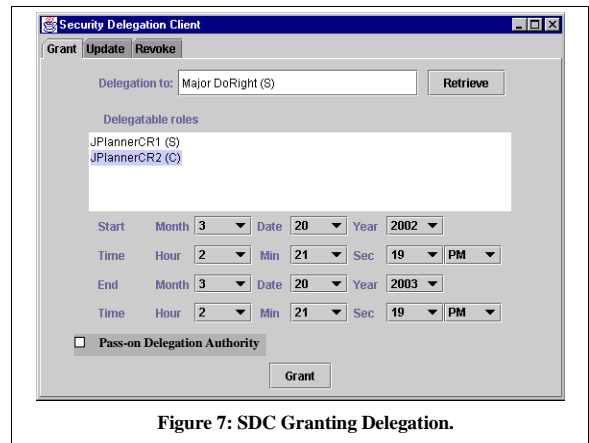 Security Delegation Client
Grant Update Revoke
Delegation to: Major DoRight (S) Retrieve
Delegatable roles
JPlannerCR1 (S)
JPlannerCR2 (C)
Start Month 3 Date 20 Year 2002
Time Hour 2 Min 21 Sec 19 PM
End Month 3 Date 20 Year 2003
Time Hour 2 Min 21 Sec 19 PM
Pass-on Delegation Authority
Grant
Figure 7: SDC Granting Delegation.